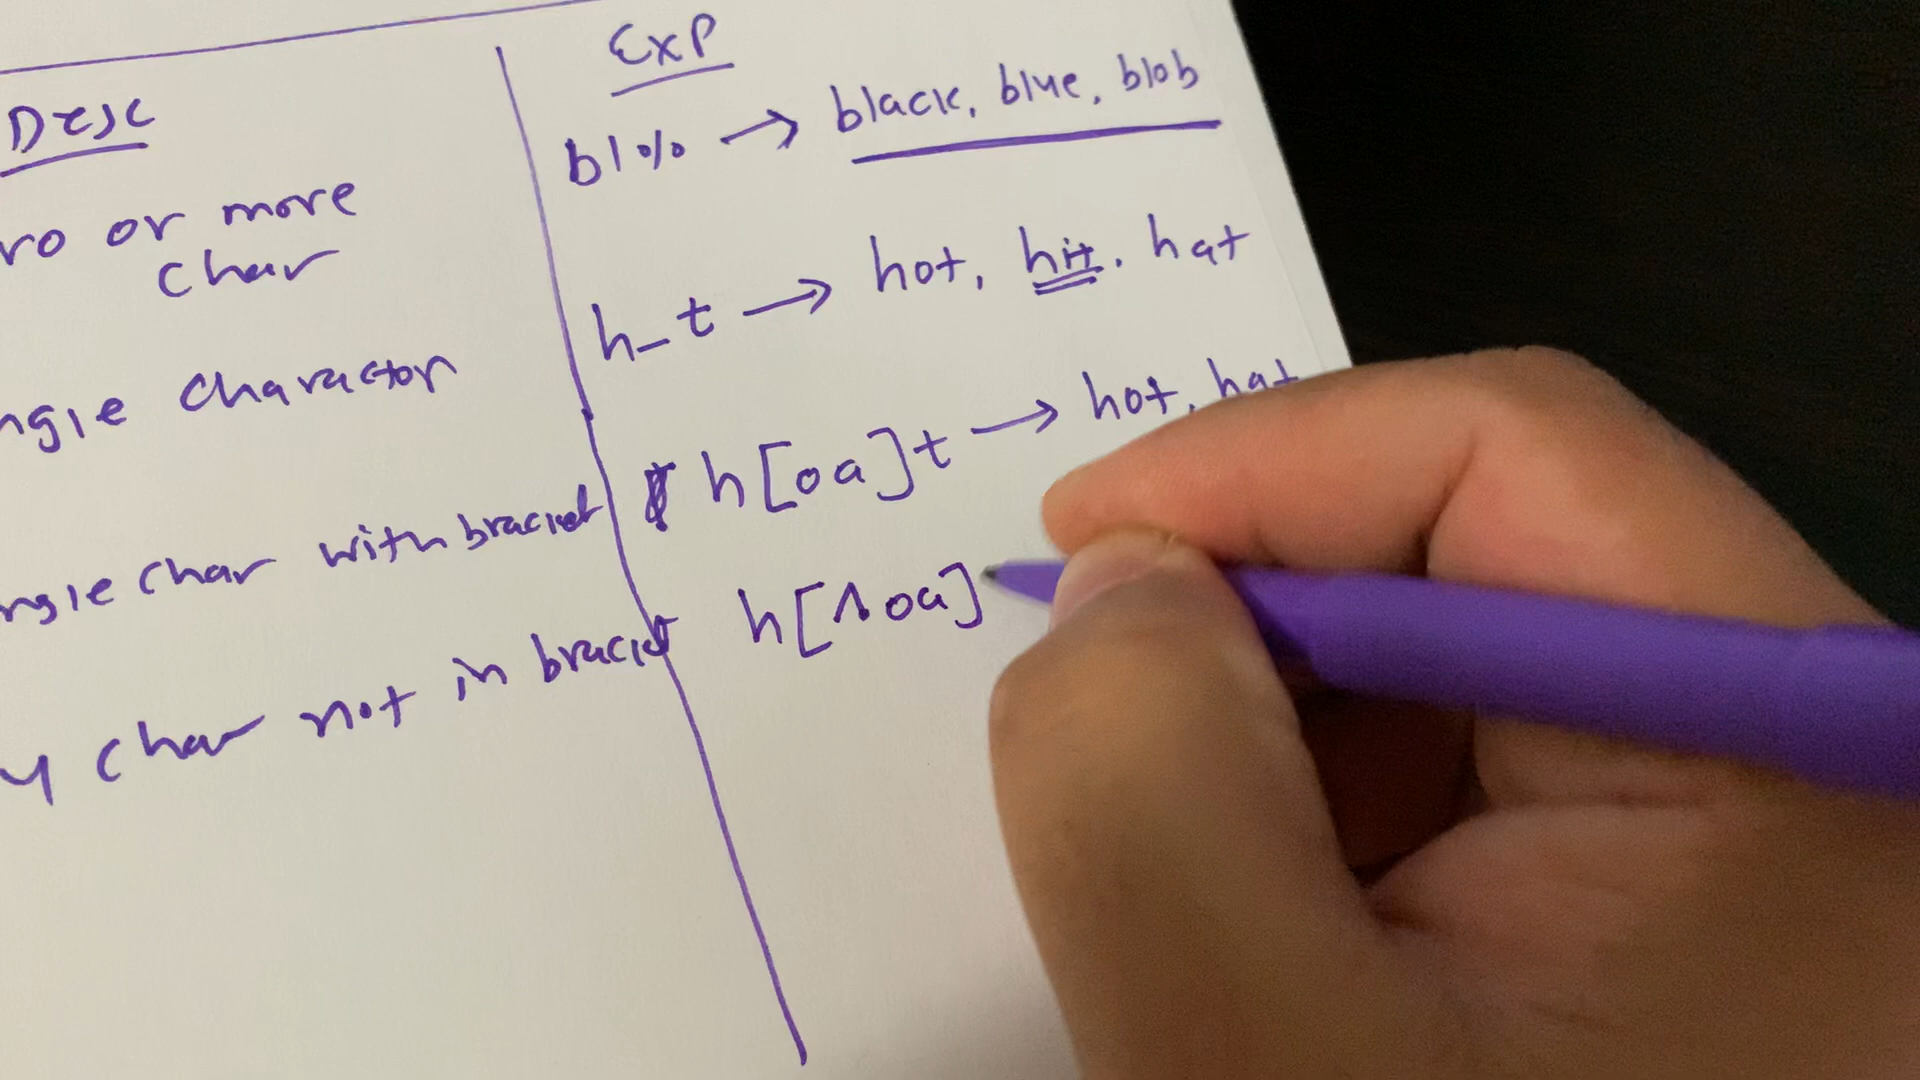 Desc
Exp
ro or more
char
bl% → black, blue, blob
ngle charactor
h_t → hot, hit, hat
ngle char with bracket
h[oa]t → hot, hat
y char not in bracket
h[^oa]